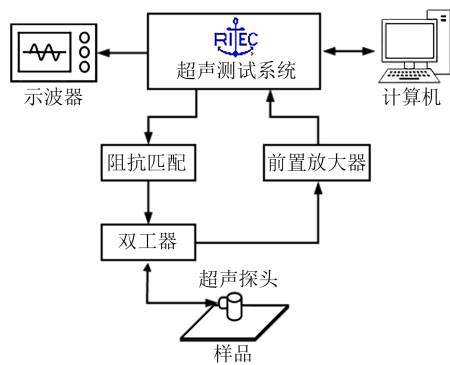 RITEC
超声测试系统
示波器
计算机
阻抗匹配
前置放大器
双工器
超声探头
样品